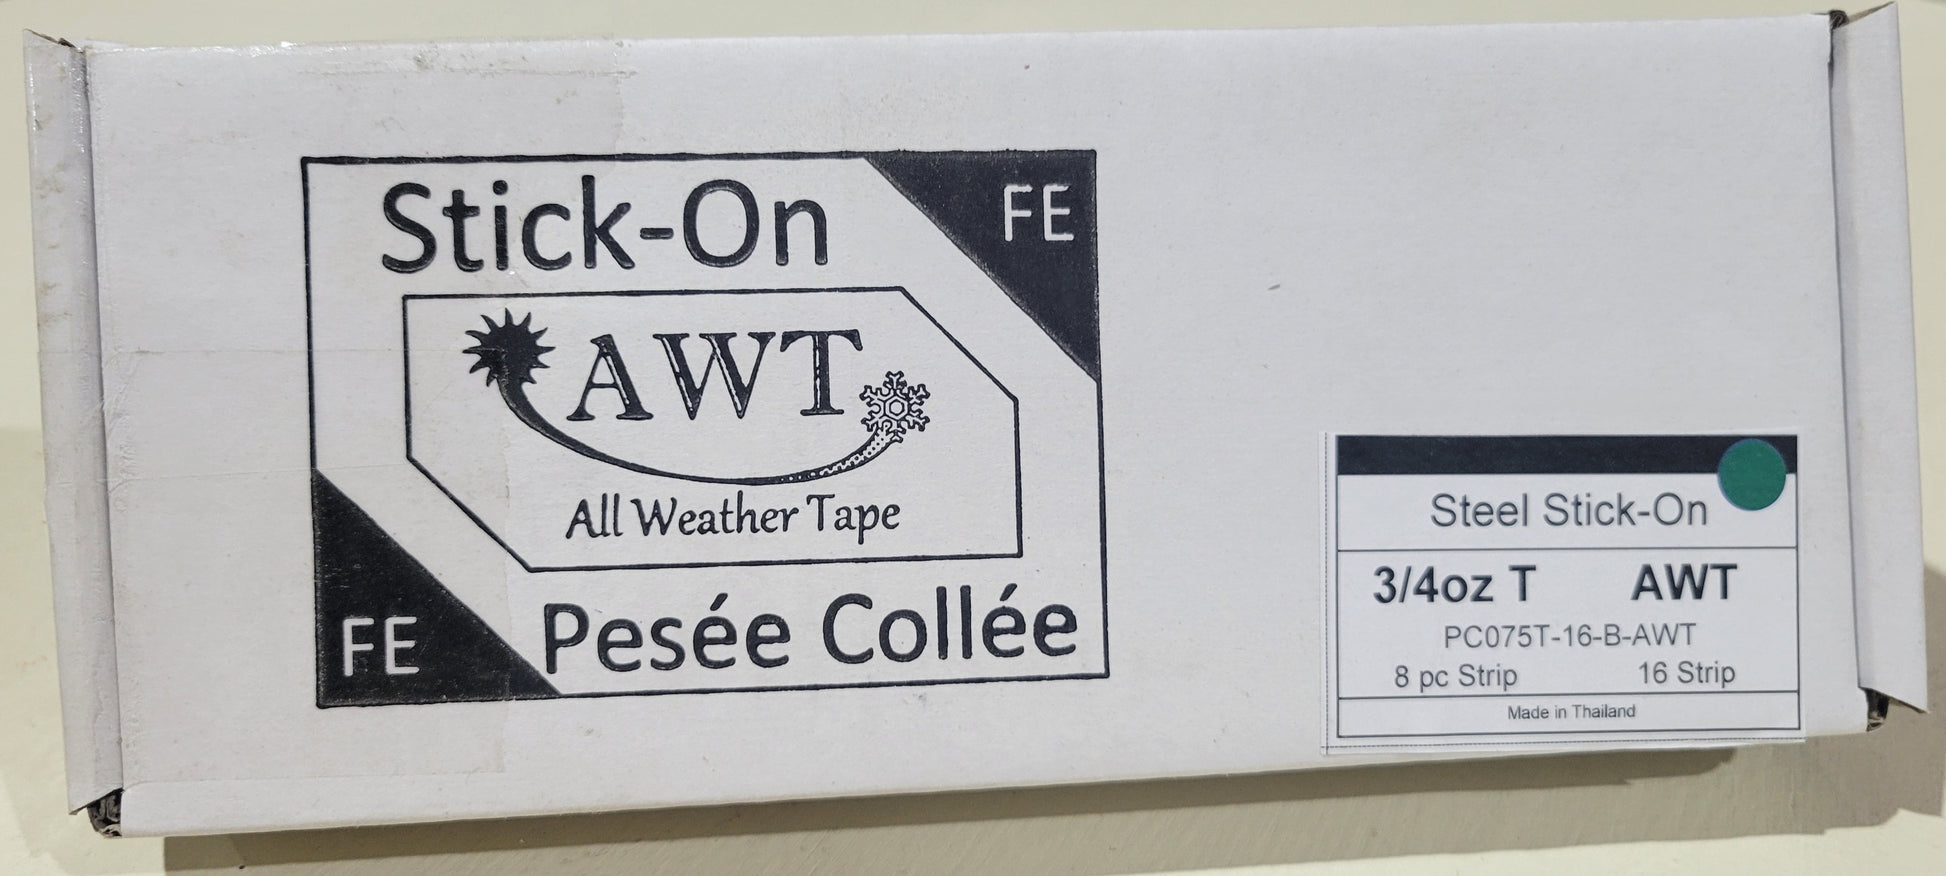 Stick-On
FE
AWT
All Weather Tape
FE
Pesée Collée
Steel Stick-On
3/4oz T AWT
PC075T-16-B-AWT
8 pc Strip 16 Strip
Made in Thailand